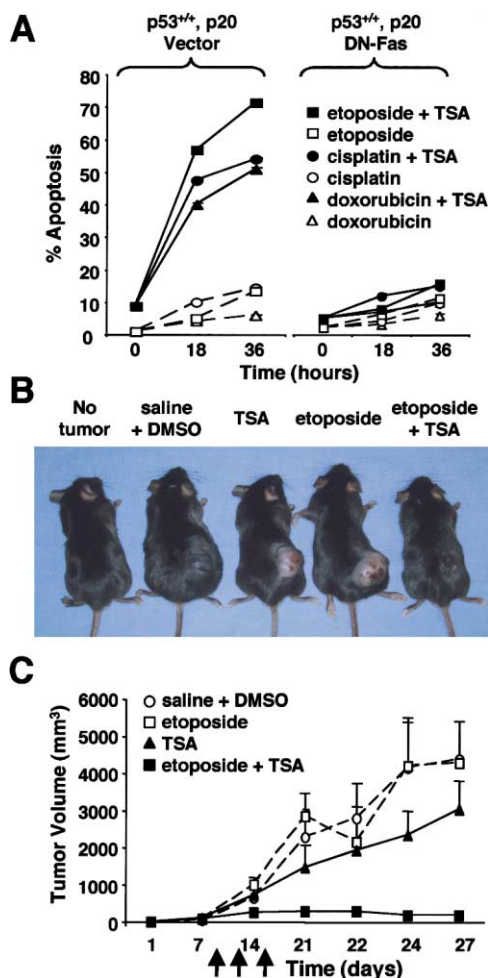 A
p53+/+, p20 Vector
p53+/+, p20 DN-Fas
% Apoptosis
80
70
60
50
40
30
20
10
0
0 18 36
0 18 36
Time (hours)
etoposide + TSA
etoposide
cisplatin + TSA
cisplatin
doxorubicin + TSA
doxorubicin
B
No tumor
saline + DMSO
TSA
etoposide
etoposide + TSA
C
Tumor Volume (mm³)
6000
5000
4000
3000
2000
1000
0
saline + DMSO
etoposide
TSA
etoposide + TSA
1 7 14 21 22 24 27
Time (days)